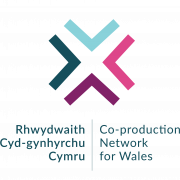 Rhwydwaith
Cyd-gynhyrchu
Cymru
Co-production
Network
for Wales